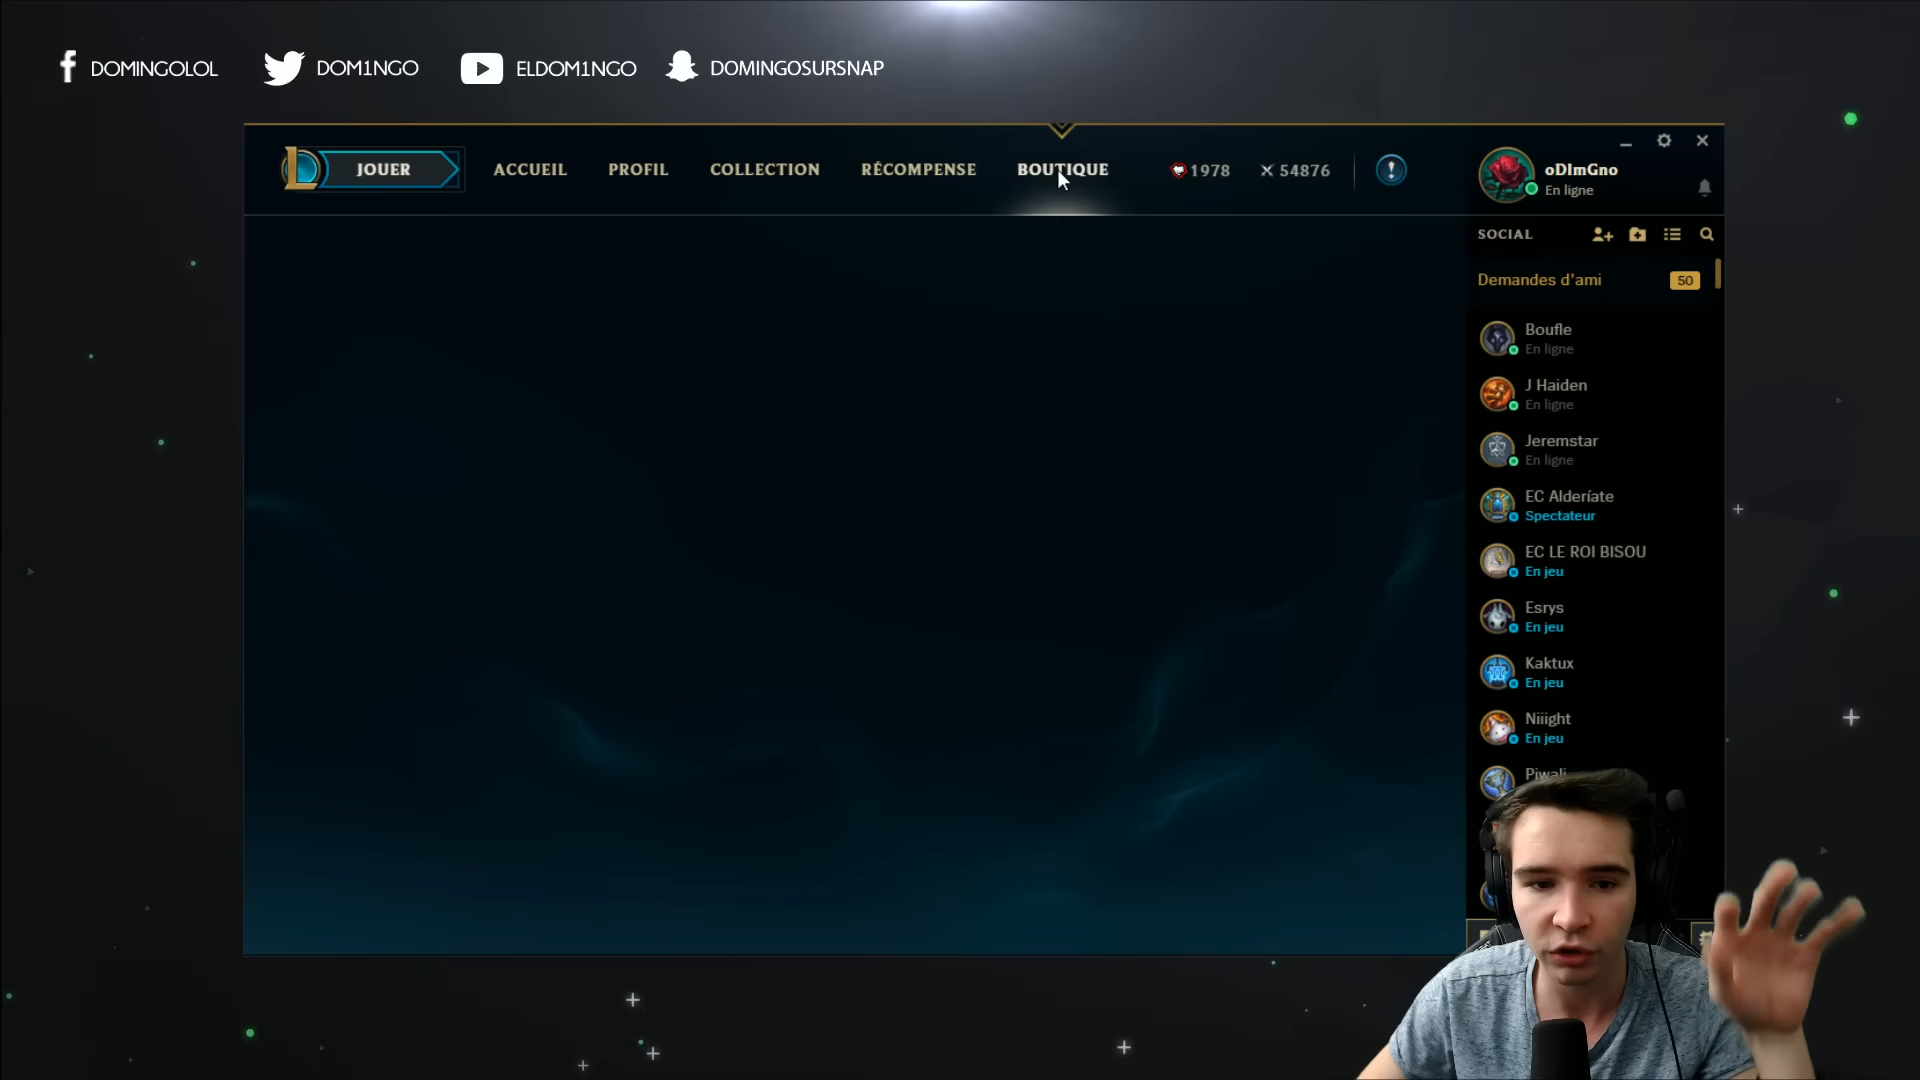 DOMINGOLOL DOM1NGO ELDOM1NGO DOMINGOSURSNAP
JOUER ACCUEIL PROFIL COLLECTION RÉCOMPENSE BOUTIQUE 1978 54876
oDImGno
En ligne
SOCIAL
Demandes d'ami 50
Boufle
En ligne
J Haiden
En ligne
Jeremstar
En ligne
EC Alderíate
Spectateur
EC LE ROI BISOU
En jeu
Esrys
En jeu
Kaktux
En jeu
Niiight
En jeu
Piwali